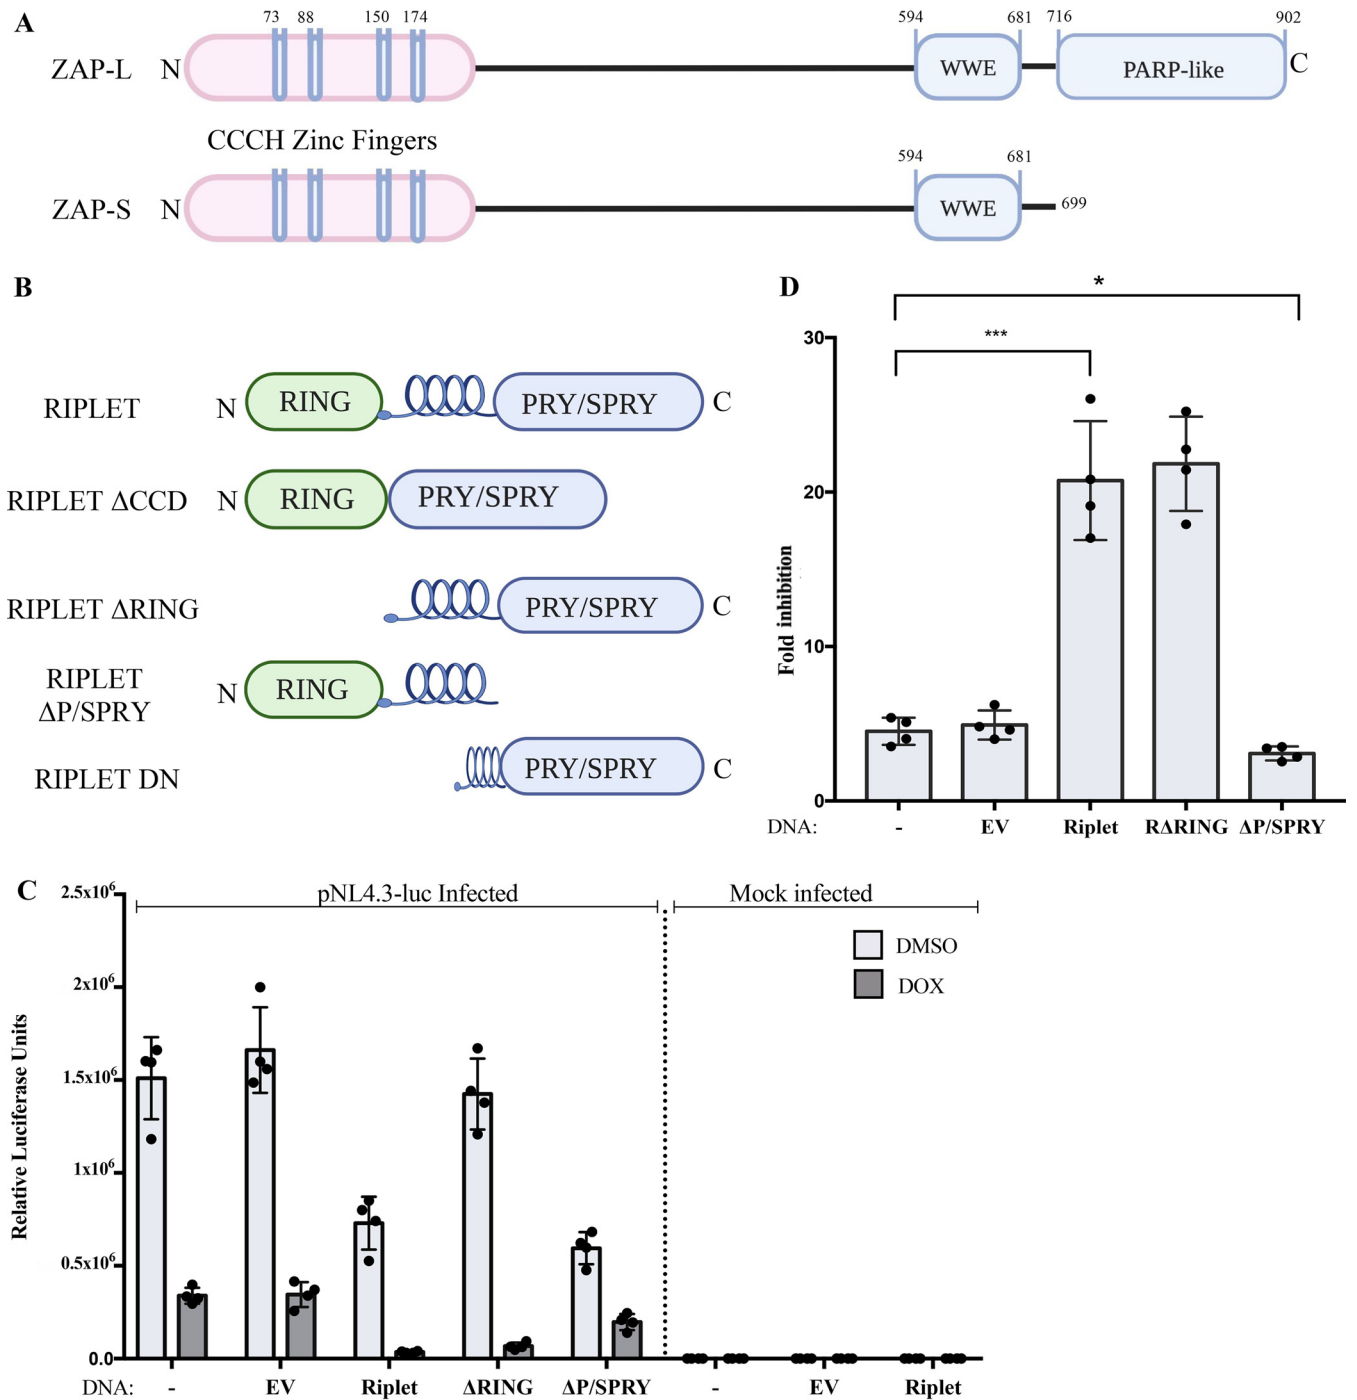 A
73 88 150 174 594 681 716 902
ZAP-L N WWE PARP-like C
CCCH Zinc Fingers
594 681
ZAP-S N WWE 699
B
RIPLET N RING PRY/SPRY C
RIPLET ΔCCD N RING PRY/SPRY
RIPLET ΔRING PRY/SPRY C
RIPLET
ΔP/SPRY N RING
RIPLET DN PRY/SPRY C
D
*
***
30
20
10
0
Fold inhibition
DNA: - EV Riplet RΔRING ΔP/SPRY
C
pNL4.3-luc Infected Mock infected
DMSO
DOX
2.5x10⁶
2x10⁶
1.5x10⁶
1x10⁶
0.5x10⁶
0.0
Relative Luciferase Units
DNA: - EV Riplet ΔRING ΔP/SPRY - EV Riplet